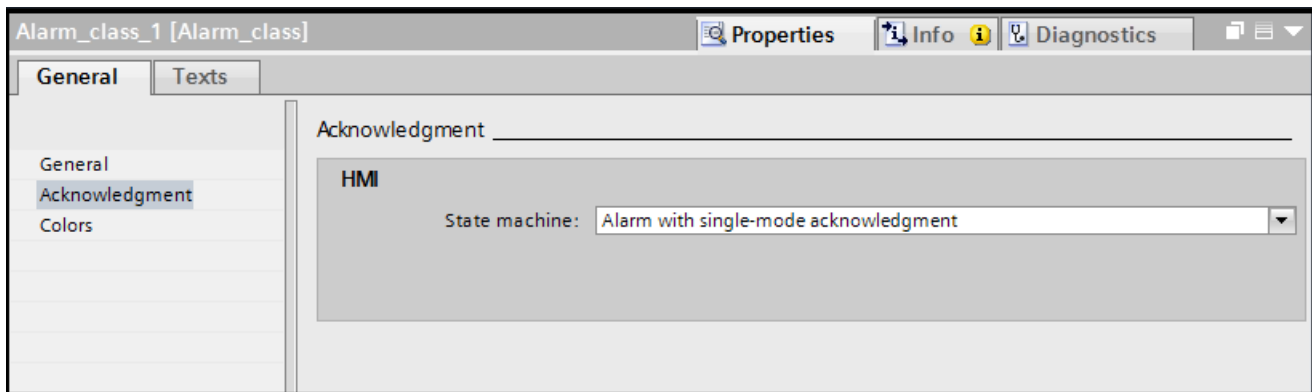 Alarm_class_1 [Alarm_class]
Properties
Info
Diagnostics
General
Texts
Acknowledgment
General
HMI
Acknowledgment
State machine: Alarm with single-mode acknowledgment
Colors